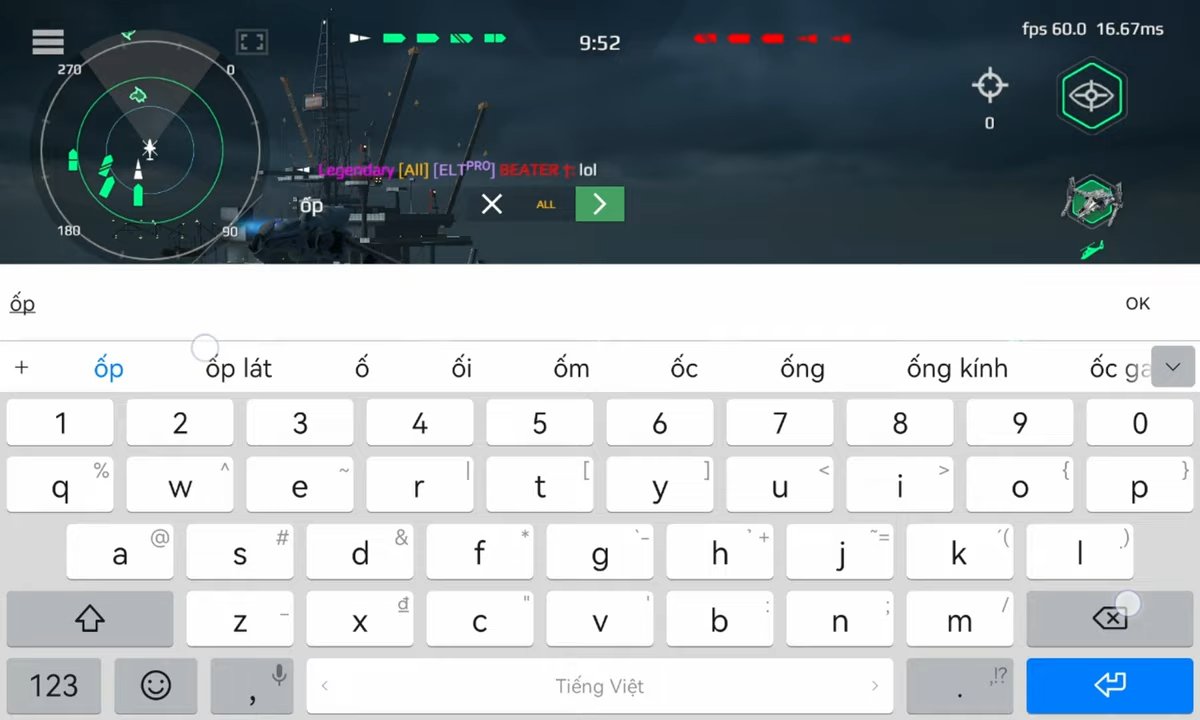 fps 60.0 16.67ms
9:52
270
0
0
180
90
Legendary [All] [ELTPRO] BEATER †: lol
ốp
ALL
ốp
OK
+ ốp ốp lát ố ối ốm ốc ống ống kính ốc ga
1 2 3 4 5 6 7 8 9 0
q % w ^ e ~ r | t [ y ] u < i > o { p }
a @ s # d & f * g `- h `+ j ~= k ´( l .)
z _ x đ c " v ' b : n ; m /
123 , < Tiếng Việt > . ,!?